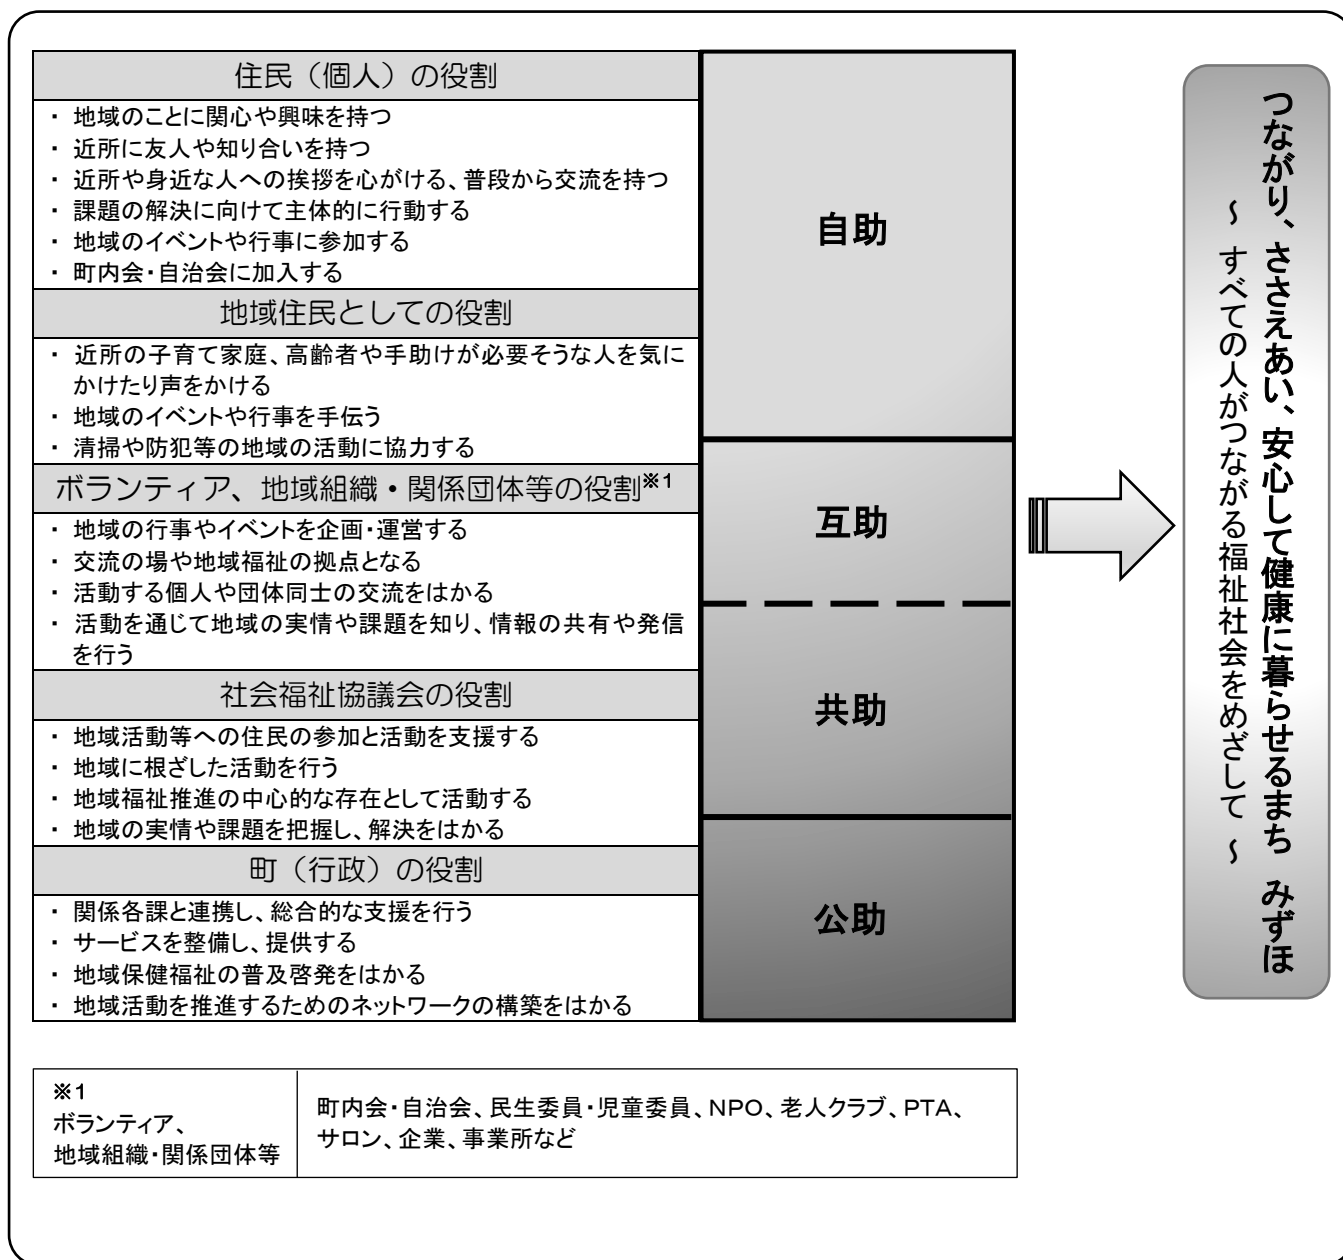 住民（個人）の役割
・ 地域のことに関心や興味を持つ
・ 近所に友人や知り合いを持つ
・ 近所や身近な人への挨拶を心がける、普段から交流を持つ
・ 課題の解決に向けて主体的に行動する
・ 地域のイベントや行事に参加する
・ 町内会・自治会に加入する
地域住民としての役割
・ 近所の子育て家庭、高齢者や手助けが必要そうな人を気に
かけたり声をかける
・ 地域のイベントや行事を手伝う
・ 清掃や防犯等の地域の活動に協力する
ボランティア、地域組織・関係団体等の役割※1
・ 地域の行事やイベントを企画・運営する
・ 交流の場や地域福祉の拠点となる
・ 活動する個人や団体同士の交流をはかる
・ 活動を通じて地域の実情や課題を知り、情報の共有や発信
を行う
社会福祉協議会の役割
・ 地域活動等への住民の参加と活動を支援する
・ 地域に根ざした活動を行う
・ 地域福祉推進の中心的な存在として活動する
・ 地域の実情や課題を把握し、解決をはかる
町（行政）の役割
・ 関係各課と連携し、総合的な支援を行う
・ サービスを整備し、提供する
・ 地域保健福祉の普及啓発をはかる
・ 地域活動を推進するためのネットワークの構築をはかる
自助
互助
共助
公助
つながり、ささえあい、安心して健康に暮らせるまち　みずほ
～ すべての人がつながる福祉社会をめざして ～
※1
ボランティア、
地域組織・関係団体等
町内会・自治会、民生委員・児童委員、NPO、老人クラブ、PTA、
サロン、企業、事業所など